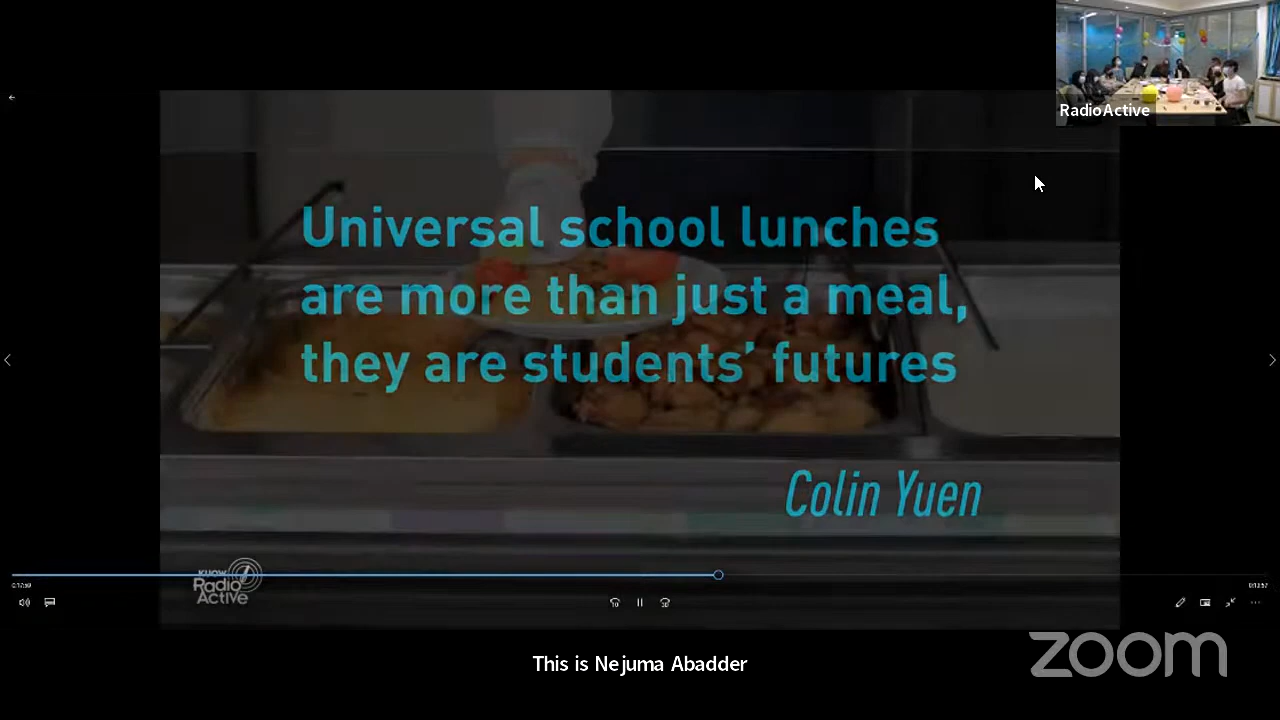 RadioActive
Universal school lunches
are more than just a meal,
they are students' futures
Colin Yuen
KUOW
Radio
Active
This is Nejuma Abadder
zoom